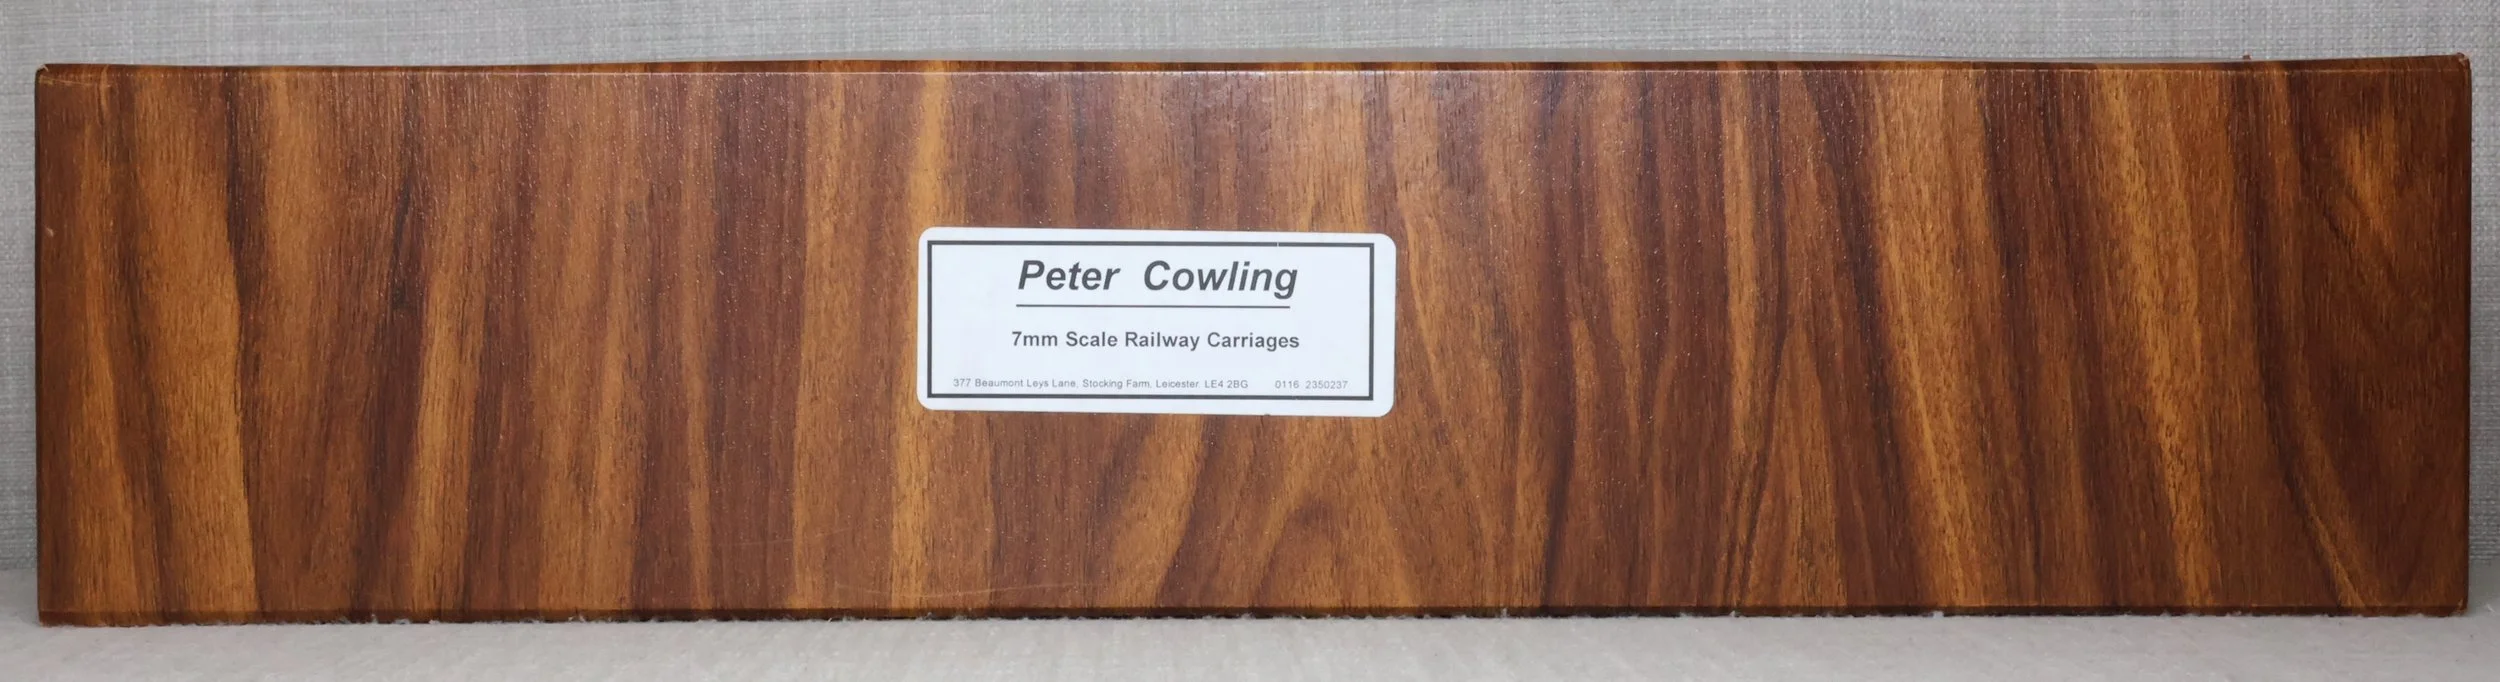 Peter Cowling
7mm Scale Railway Carriages
377 Beaumont Leys Lane, Stocking Farm, Leicester. LE4 2BG 0116 2350237